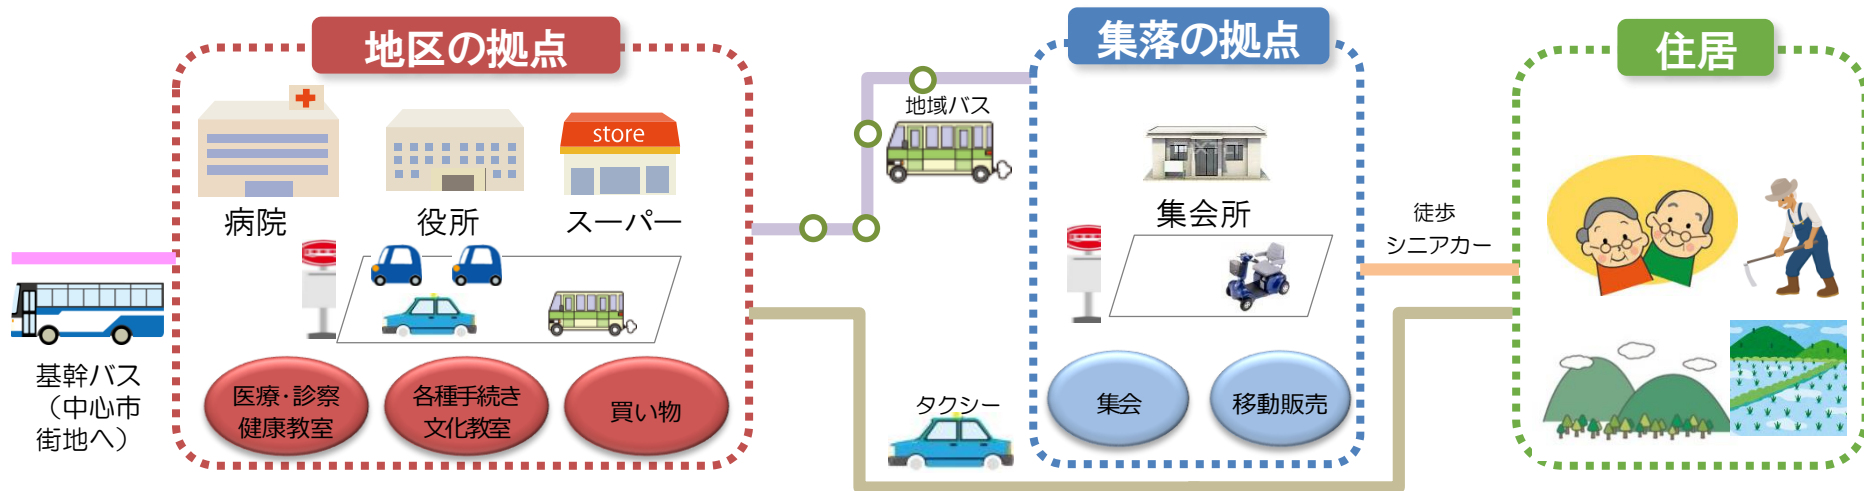 地区の拠点
病院
役所
store
スーパー
医療・診察
健康教室
各種手続き
文化教室
買い物
基幹バス
（中心市
街地へ）
地域バス
タクシー
集落の拠点
集会所
集会
移動販売
徒歩
シニアカー
住居